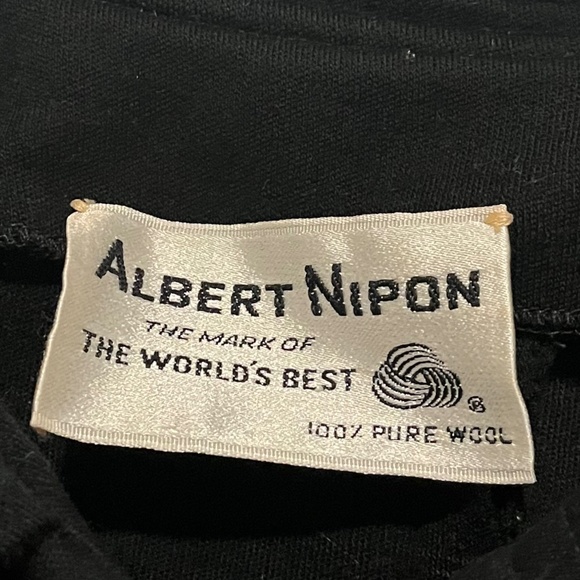 ALBERT NIPON
THE MARK OF
THE WORLD'S BEST
®
100% PURE WOOL